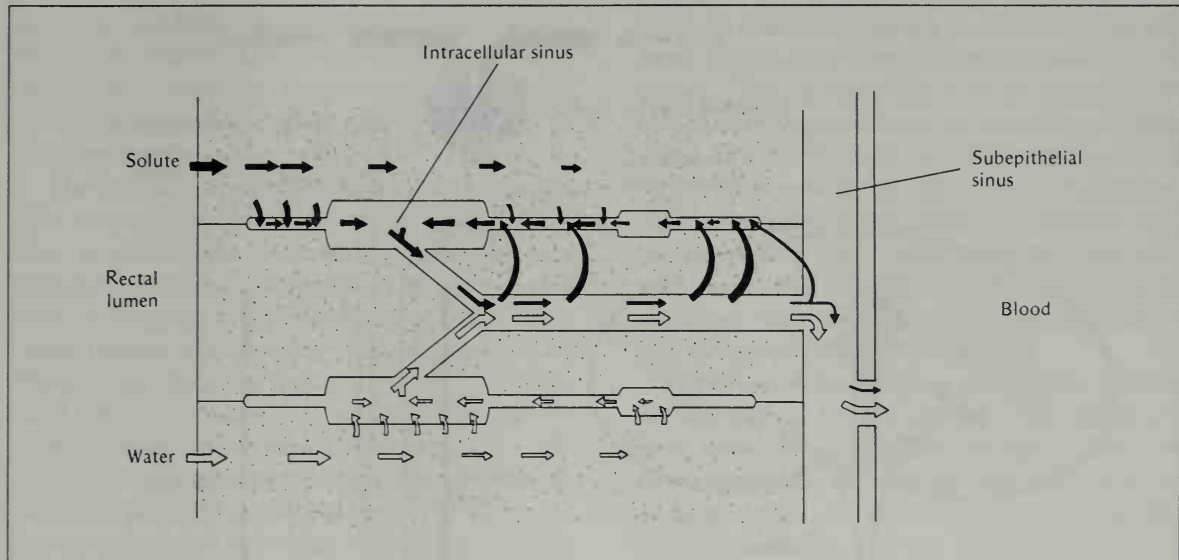 Intracellular sinus
Solute
Subepithelial
sinus
Rectal
lumen
Blood
Water